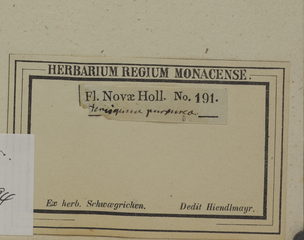 HERBARIUM REGIUM MONACENSE.
Fl. Novæ Holl. No. 191.
Ex herb. Schwægrichen. Dedit Hiendlmayr.